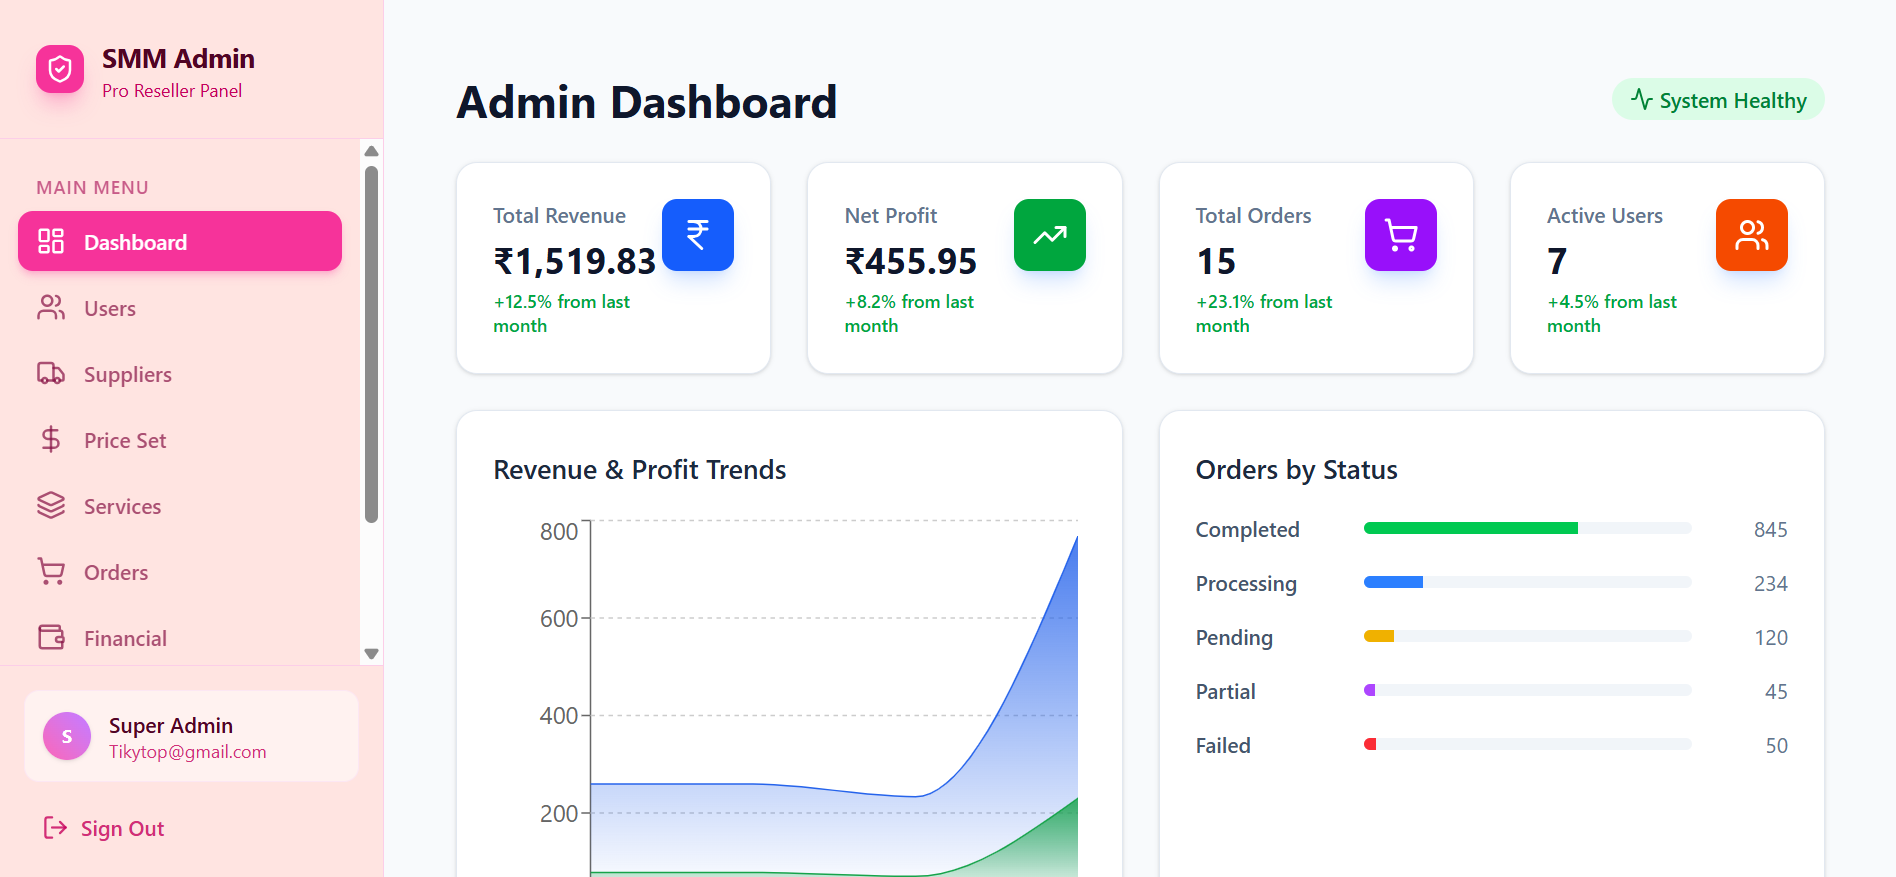 SMM Admin
Pro Reseller Panel
MAIN MENU
Dashboard
Users
Suppliers
Price Set
Services
Orders
Financial
S
Super Admin
Tikytop@gmail.com
Sign Out
Admin Dashboard
System Healthy
Total Revenue
₹1,519.83
+12.5% from last
month
Net Profit
₹455.95
+8.2% from last
month
Total Orders
15
+23.1% from last
month
Active Users
7
+4.5% from last
month
Revenue & Profit Trends
800
600
400
200
Orders by Status
Completed 845
Processing 234
Pending 120
Partial 45
Failed 50